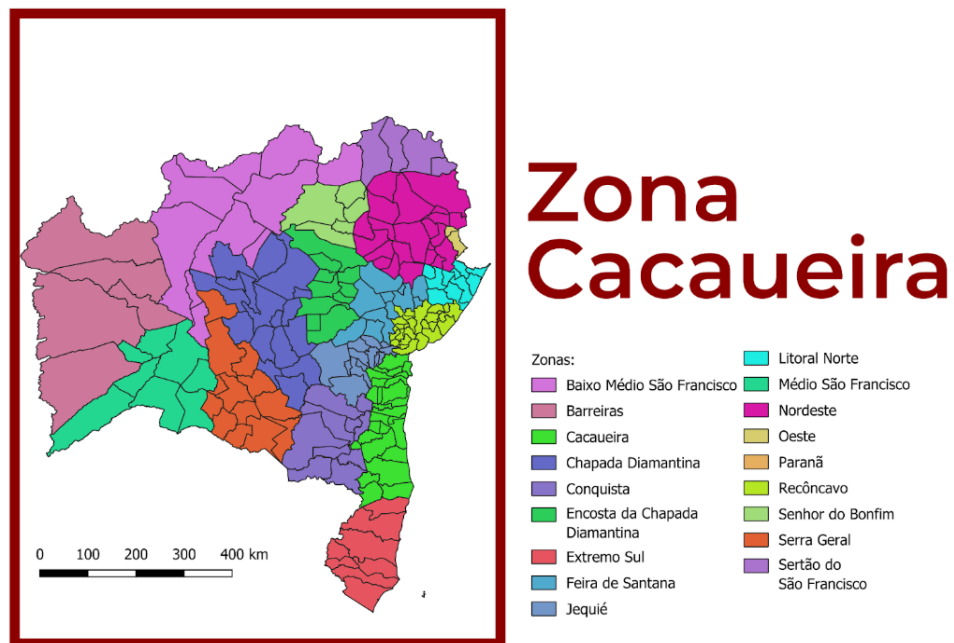 Zona
Cacaueira
Zonas:
Baixo Médio São Francisco
Barreiras
Cacaueira
Chapada Diamantina
Conquista
Encosta da Chapada
Diamantina
Extremo Sul
Feira de Santana
Jequié
Litoral Norte
Médio São Francisco
Nordeste
Oeste
Paranã
Recôncavo
Senhor do Bonfim
Serra Geral
Sertão do
São Francisco
0 100 200 300 400 km